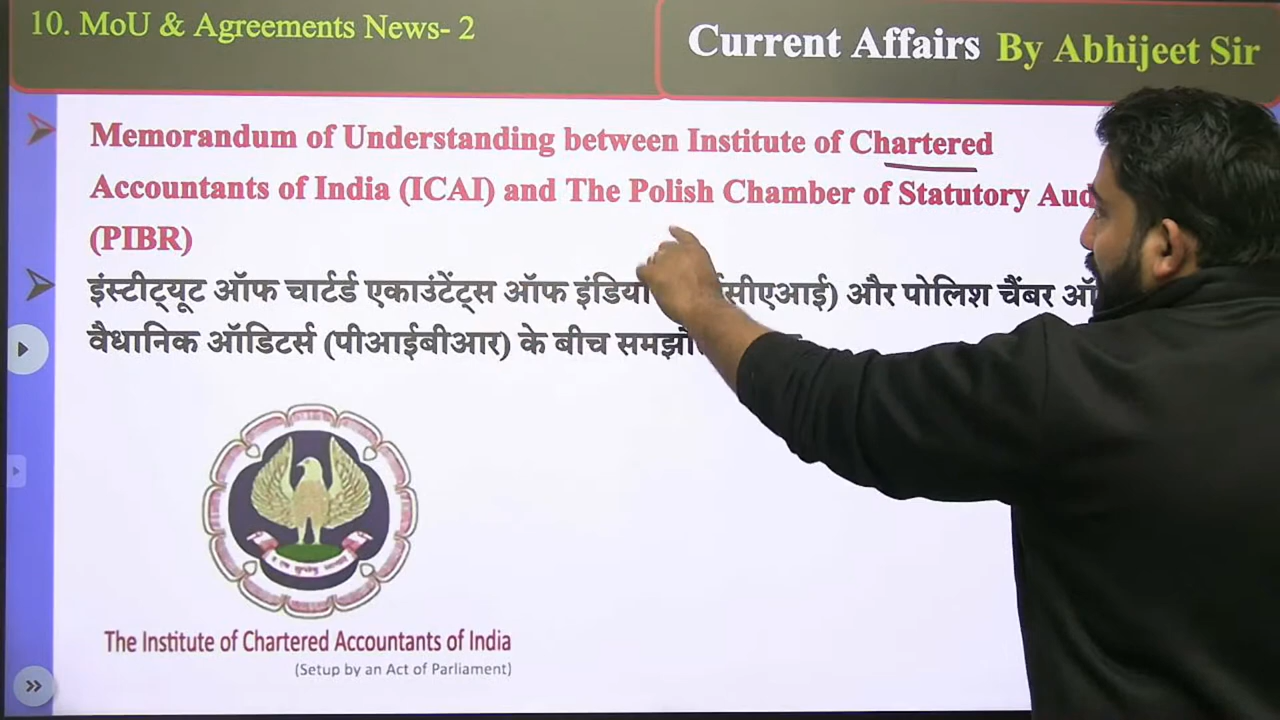 10. MoU & Agreements News- 2
Current Affairs By Abhijeet Sir
Memorandum of Understanding between Institute of Chartered
Accountants of India (ICAI) and The Polish Chamber of Statutory
(PIBR)
इंस्टीट्यूट ऑफ चार्टर्ड एकाउंटेंट्स ऑफ इंडिया और पोलिश चैंबर
वैधानिक ऑडिटर्स (पीआईबीआर) के बीच
The Institute of Chartered Accountants of India
(Setup by an Act of Parliament)